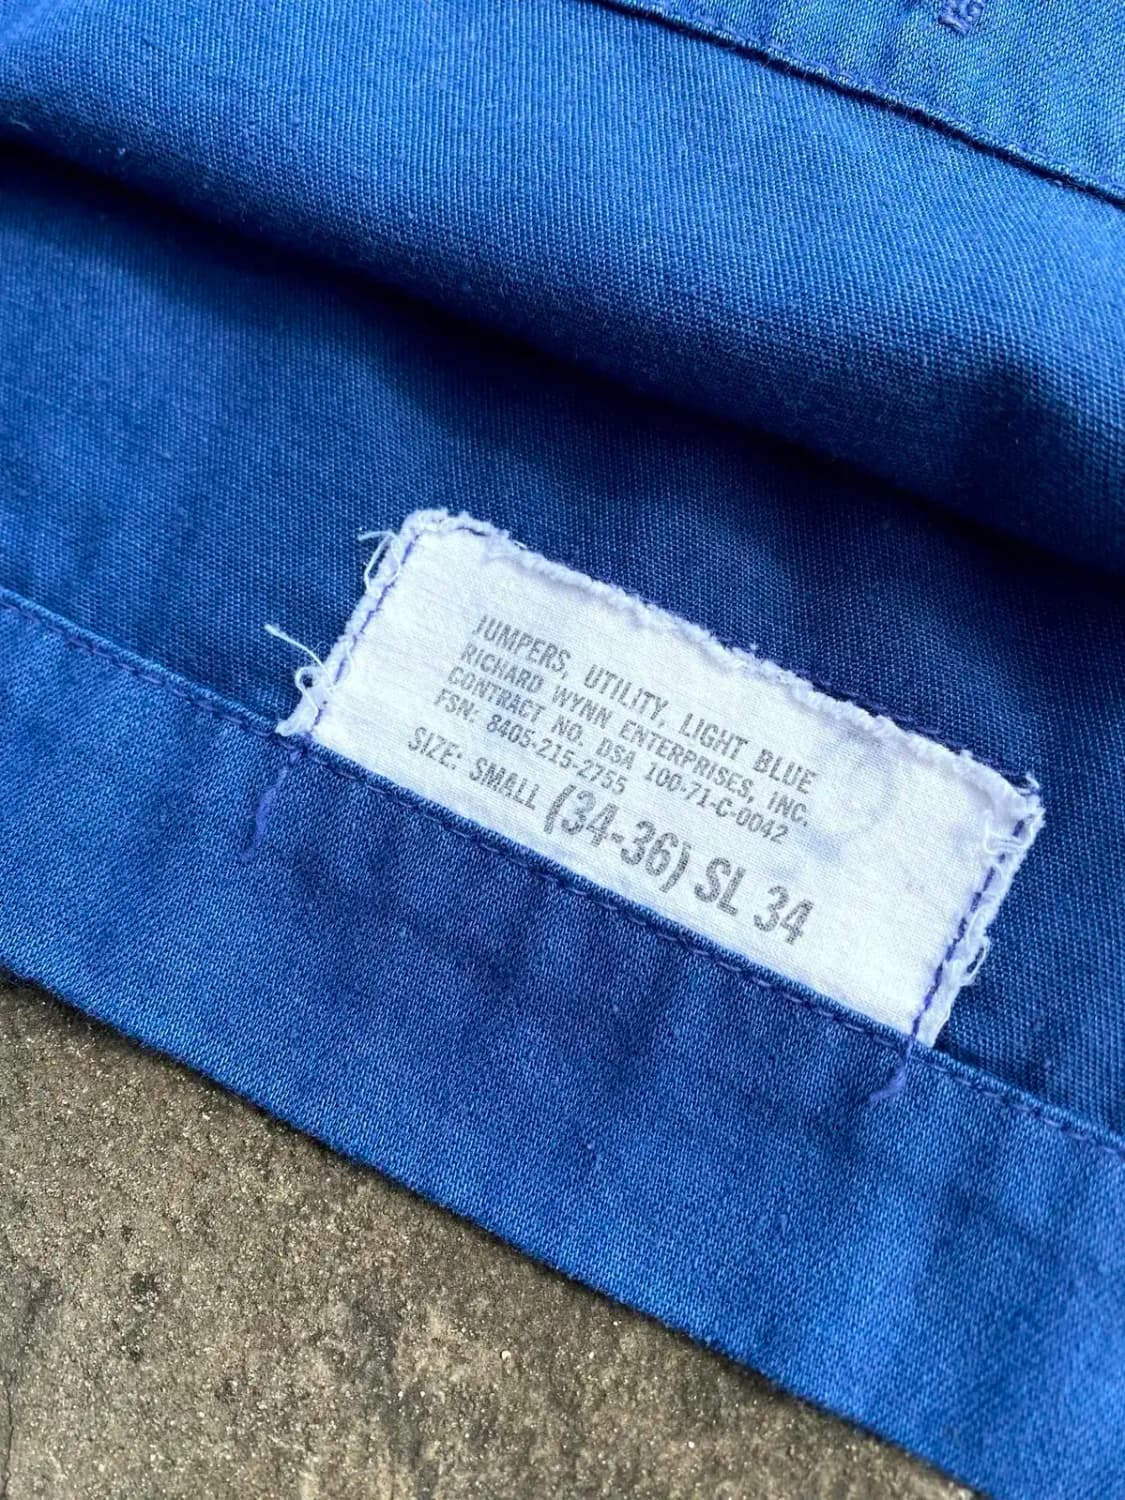 JUMPERS, UTILITY, LIGHT BLUE
RICHARD WYNN ENTERPRISES, INC.
CONTRACT NO. DSA 100-71-C-0042
FSN: 8405-215-2755
SIZE: SMALL (34-36) SL 34